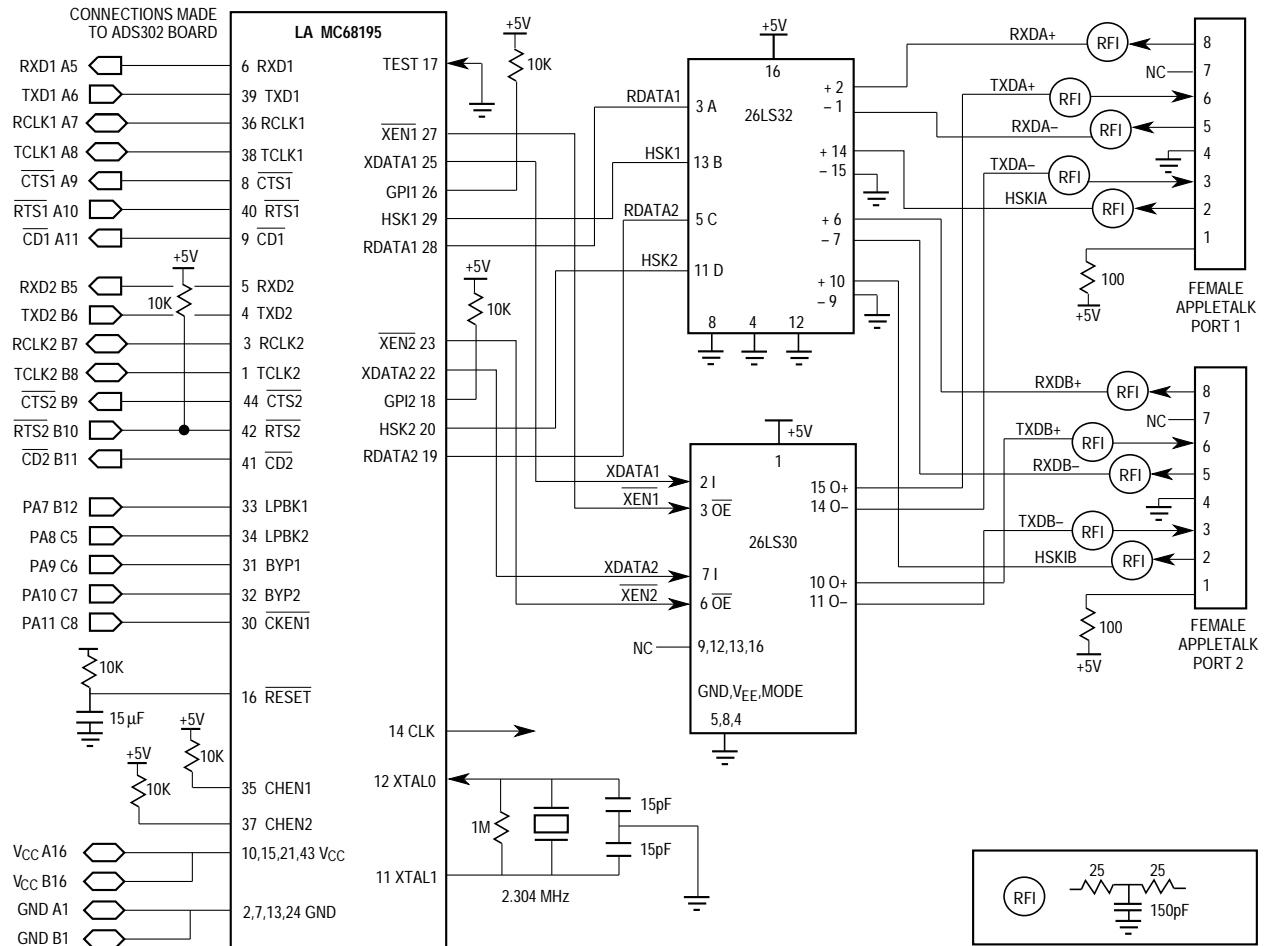 CONNECTIONS MADE
TO ADS302 BOARD
RXD1 A5
TXD1 A6
RCLK1 A7
TCLK1 A8
CTS1 A9
RTS1 A10
CD1 A11
+5V
10K
RXD2 B5
TXD2 B6
RCLK2 B7
TCLK2 B8
CTS2 B9
RTS2 B10
CD2 B11
PA7 B12
PA8 C5
PA9 C6
PA10 C7
PA11 C8
10K
15 µF
+5V
10K
+5V
10K
VCC A16
VCC B16
GND A1
GND B1
LA MC68195
6 RXD1
39 TXD1
36 RCLK1
38 TCLK1
8 CTS1
40 RTS1
9 CD1
5 RXD2
4 TXD2
3 RCLK2
1 TCLK2
44 CTS2
42 RTS2
41 CD2
33 LPBK1
34 LPBK2
31 BYP1
32 BYP2
30 CKEN1
16 RESET
35 CHEN1
37 CHEN2
10,15,21,43 VCC
2,7,13,24 GND
TEST 17
XEN1 27
XDATA1 25
GPI1 26
HSK1 29
RDATA1 28
XEN2 23
XDATA2 22
GPI2 18
HSK2 20
RDATA2 19
14 CLK
12 XTAL0
11 XTAL1
+5V
10K
+5V
10K
1M
2.304 MHz
15pF
15pF
RDATA1
HSK1
RDATA2
HSK2
+5V
16
26LS32
3 A
13 B
5 C
11 D
+ 2
– 1
+ 14
– 15
+ 6
– 7
+ 10
– 9
8
4
12
XDATA1
XEN1
XDATA2
XEN2
NC
+5V
1
2 I
3 OE
26LS30
7 I
6 OE
9,12,13,16
GND,VEE,MODE
5,8,4
15 O+
14 O–
10 O+
11 O–
RXDA+
RFI
NC
TXDA+
RFI
RXDA–
RFI
TXDA–
RFI
HSKIA
RFI
100
+5V
8
7
6
5
4
3
2
1
FEMALE
APPLETALK
PORT 1
RXDB+
RFI
NC
TXDB+
RFI
RXDB–
RFI
TXDB–
RFI
HSKIB
RFI
100
+5V
8
7
6
5
4
3
2
1
FEMALE
APPLETALK
PORT 2
RFI
25
25
150pF